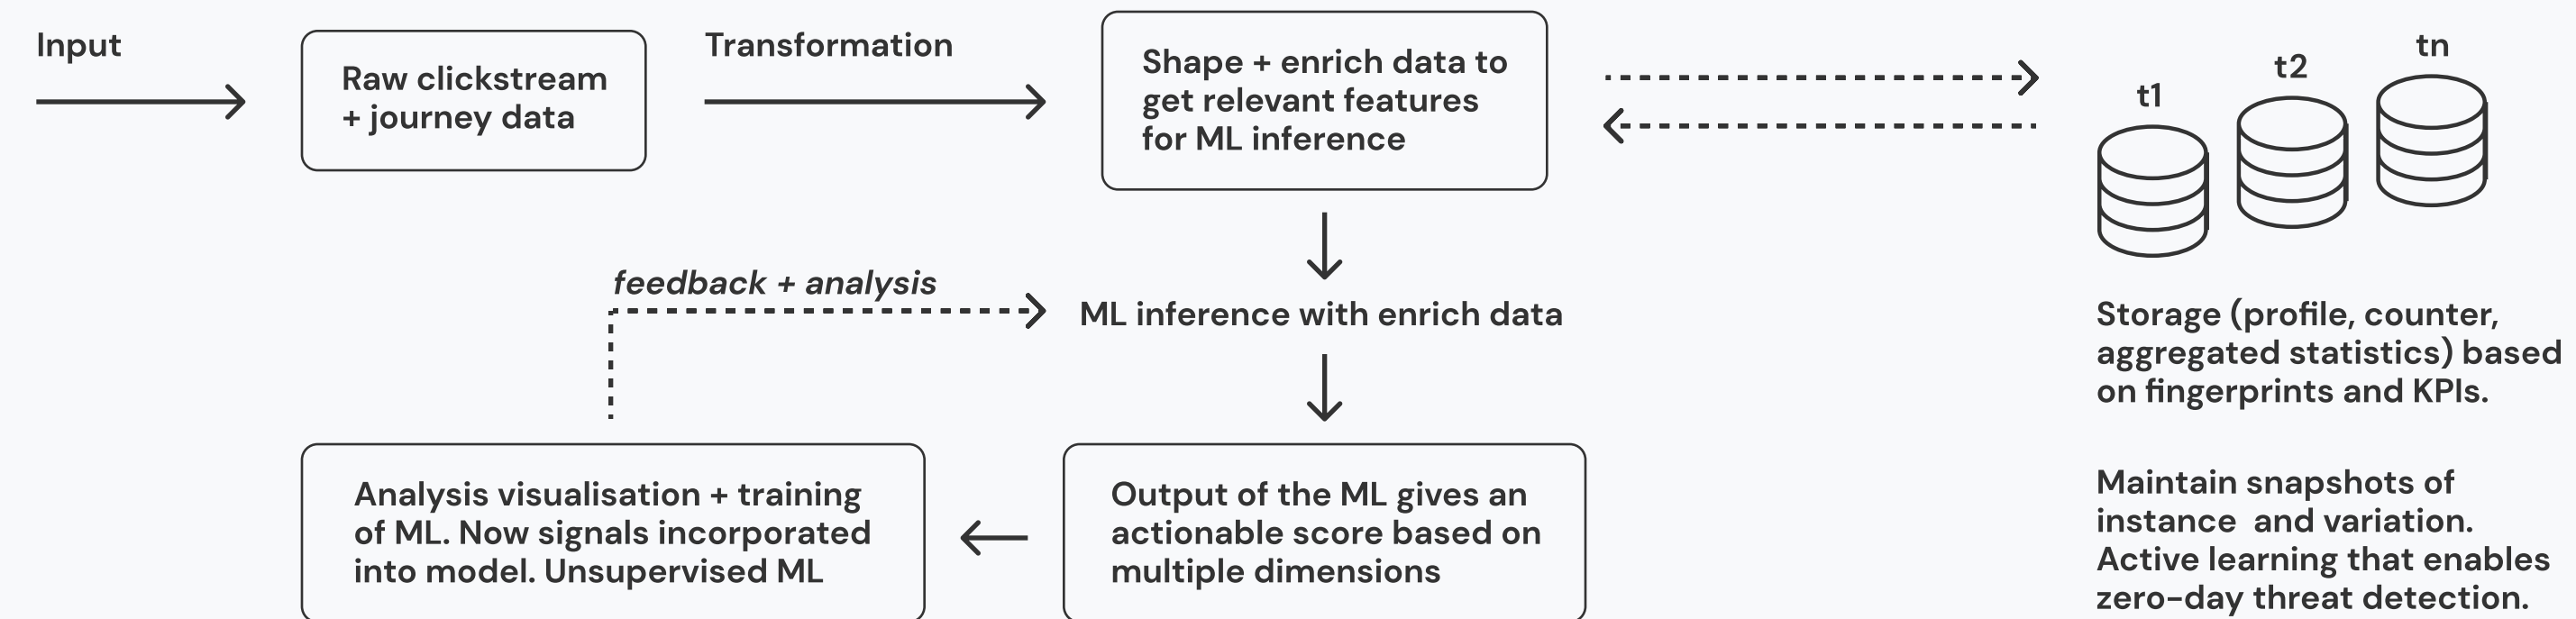 Input
Raw clickstream
+ journey data
Transformation
Shape + enrich data to
get relevant features
for ML inference
t1
t2
tn
feedback + analysis
ML inference with enrich data
Storage (profile, counter,
aggregated statistics) based
on fingerprints and KPIs.
Analysis visualisation + training
of ML. Now signals incorporated
into model. Unsupervised ML
Output of the ML gives an
actionable score based on
multiple dimensions
Maintain snapshots of
instance  and variation.
Active learning that enables
zero-day threat detection.